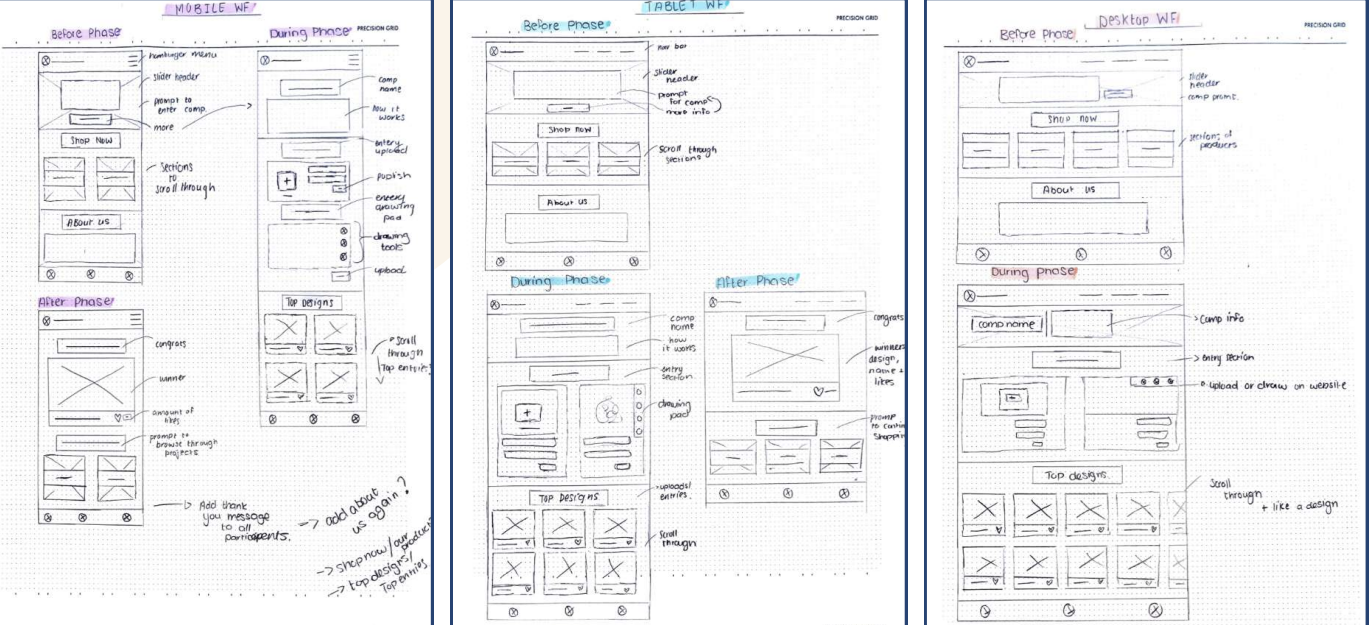 MOBILE WF
Before Phase
hamburger menu
slider header
prompt to
enter comp.
more
Shop Now
Sections
to
scroll through
About us
During Phase
PRECISION GRID
comp
name
how it
works
entery
upload
publish
entery
drawing
pad
drawing
tools
upload
Top Designs
scroll
through
Top entries
After Phase
congrats
winner
amount of
likes
prompt to
browse through
projects
Add thank
you message
to all
participents.
-> add about
us again?
-> shop now/our
products
-> top designs/
Top entries
TABLET WF
PRECISION GRID
Before Phase
nav bar
slider
header
prompt
for comp
more info
Shop now
Scroll through
sections
About us
During Phase
comp
name
how
it works
entry
section
drawing
pad
Top Designs
uploads/
entries.
Scroll
through
After Phase
congrats
winners
design,
name +
likes
prompt
to contin
shoppin
Desktop WF
PRECISION GRID
Before Phase
slider
header
comp promt.
Shop now
sections of
products
About us
During phase
comp name
Comp info
entry section
upload or draw on website
Top designs.
Scroll
through
+ like a design